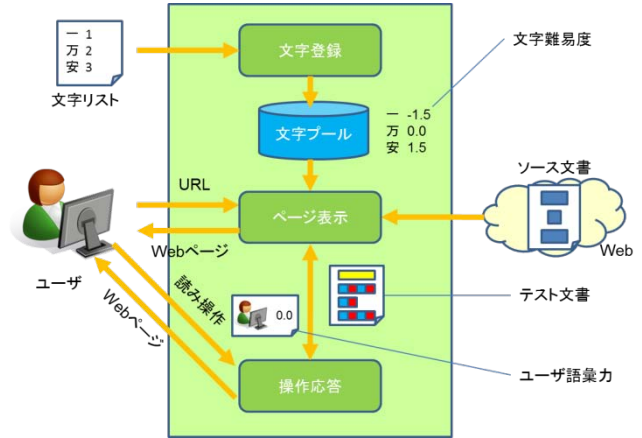 一 1
万 2
安 3
文字リスト
文字登録
文字難易度
文字プール
一 -1.5
万 0.0
安 1.5
URL
ページ表示
Webページ
ソース文書
Web
ユーザ
読み操作
Webページ
0.0
テスト文書
操作応答
ユーザ語彙力